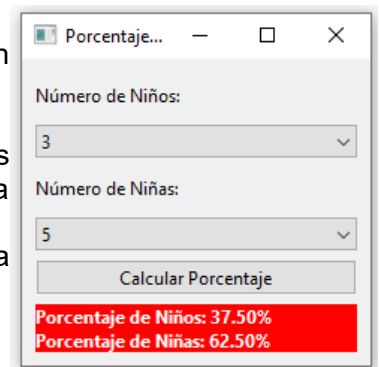 Porcentaje...
n
Número de Niños:
s
3
a
Número de Niñas:
5
a
Calcular Porcentaje
Porcentaje de Niños: 37.50%
Porcentaje de Niñas: 62.50%